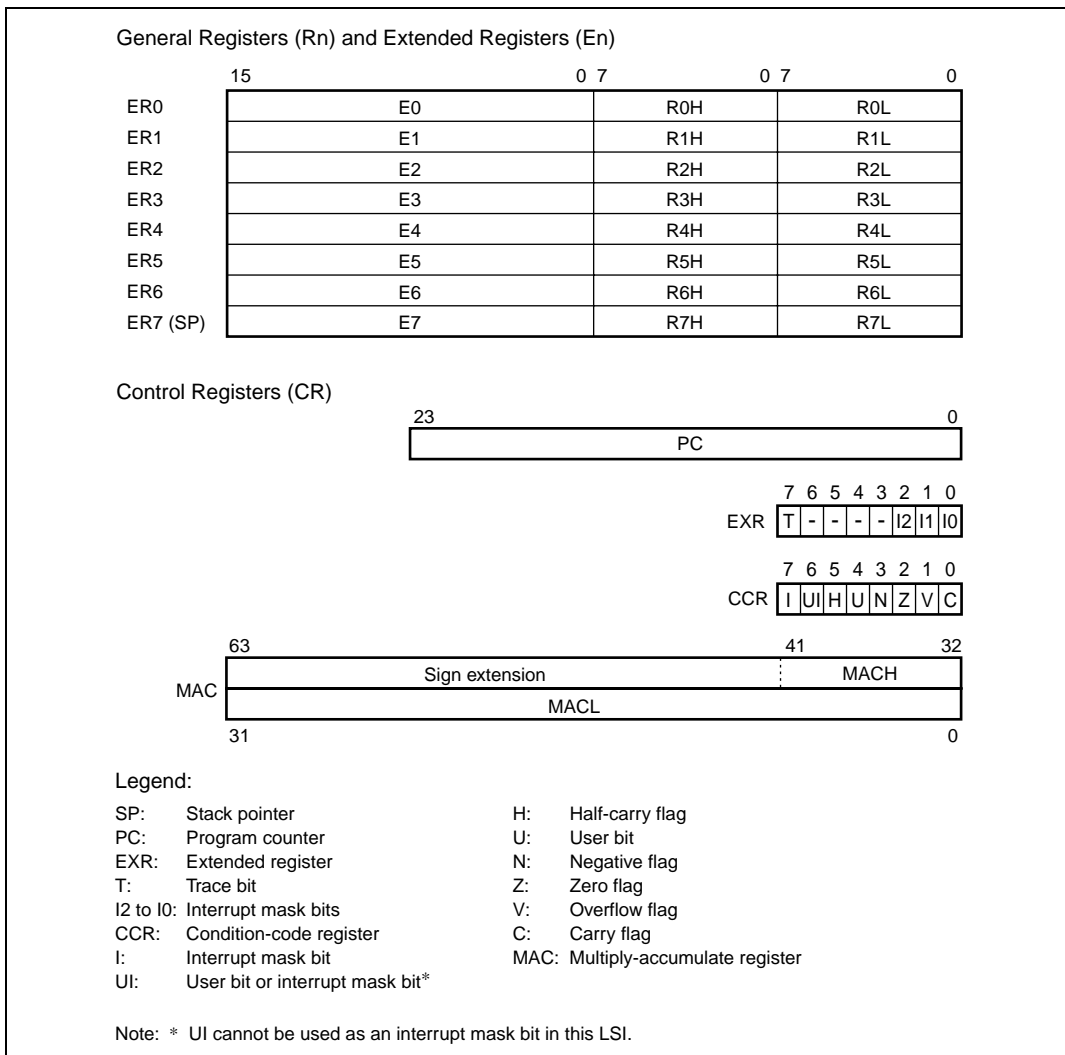 General Registers (Rn) and Extended Registers (En)
15 0 7 0 7 0
ER0 E0 R0H R0L
ER1 E1 R1H R1L
ER2 E2 R2H R2L
ER3 E3 R3H R3L
ER4 E4 R4H R4L
ER5 E5 R5H R5L
ER6 E6 R6H R6L
ER7 (SP) E7 R7H R7L
Control Registers (CR)
23 0
PC
7 6 5 4 3 2 1 0
EXR T - - - - I2 I1 I0
7 6 5 4 3 2 1 0
CCR I UI H U N Z V C
63 41 32
Sign extension MACH
MAC
MACL
31 0
Legend:
SP: Stack pointer H: Half-carry flag
PC: Program counter U: User bit
EXR: Extended register N: Negative flag
T: Trace bit Z: Zero flag
I2 to I0: Interrupt mask bits V: Overflow flag
CCR: Condition-code register C: Carry flag
I: Interrupt mask bit MAC: Multiply-accumulate register
UI: User bit or interrupt mask bit*
Note: * UI cannot be used as an interrupt mask bit in this LSI.